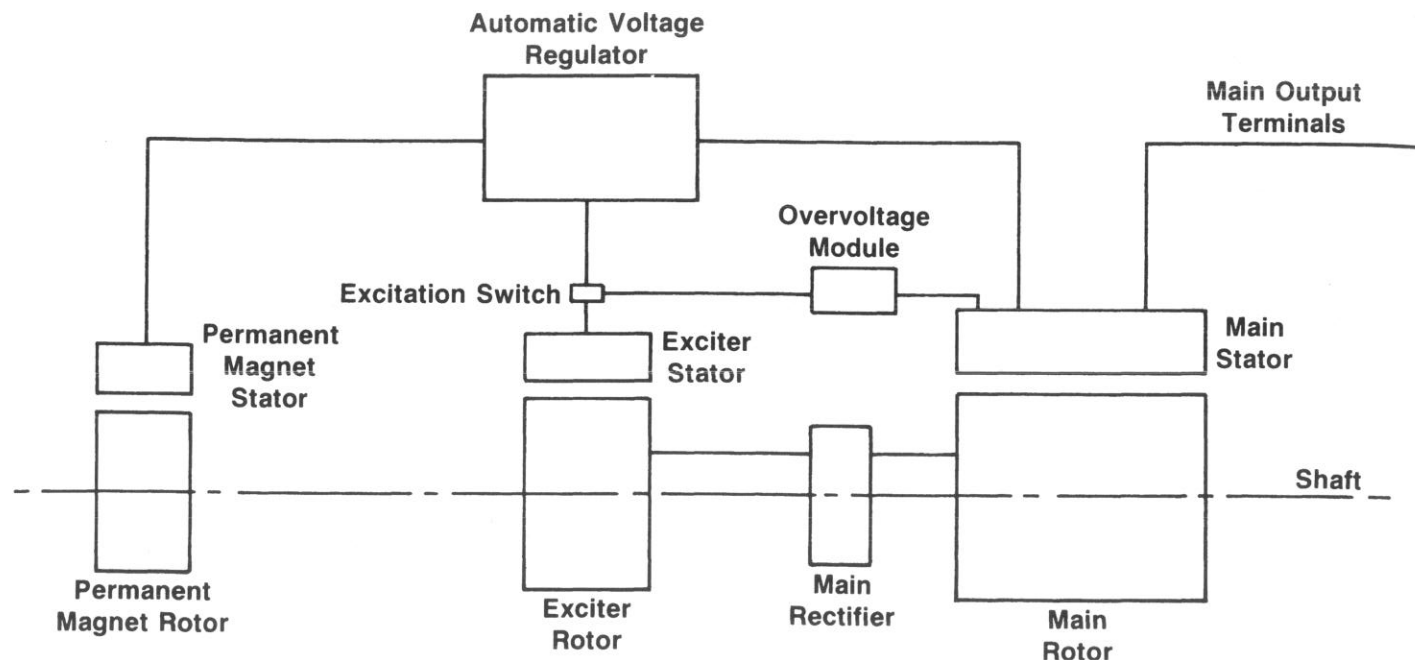 Automatic Voltage
Regulator
Main Output
Terminals
Overvoltage
Module
Excitation Switch
Permanent
Magnet
Stator
Exciter
Stator
Main
Stator
Shaft
Permanent
Magnet Rotor
Exciter
Rotor
Main
Rectifier
Main
Rotor